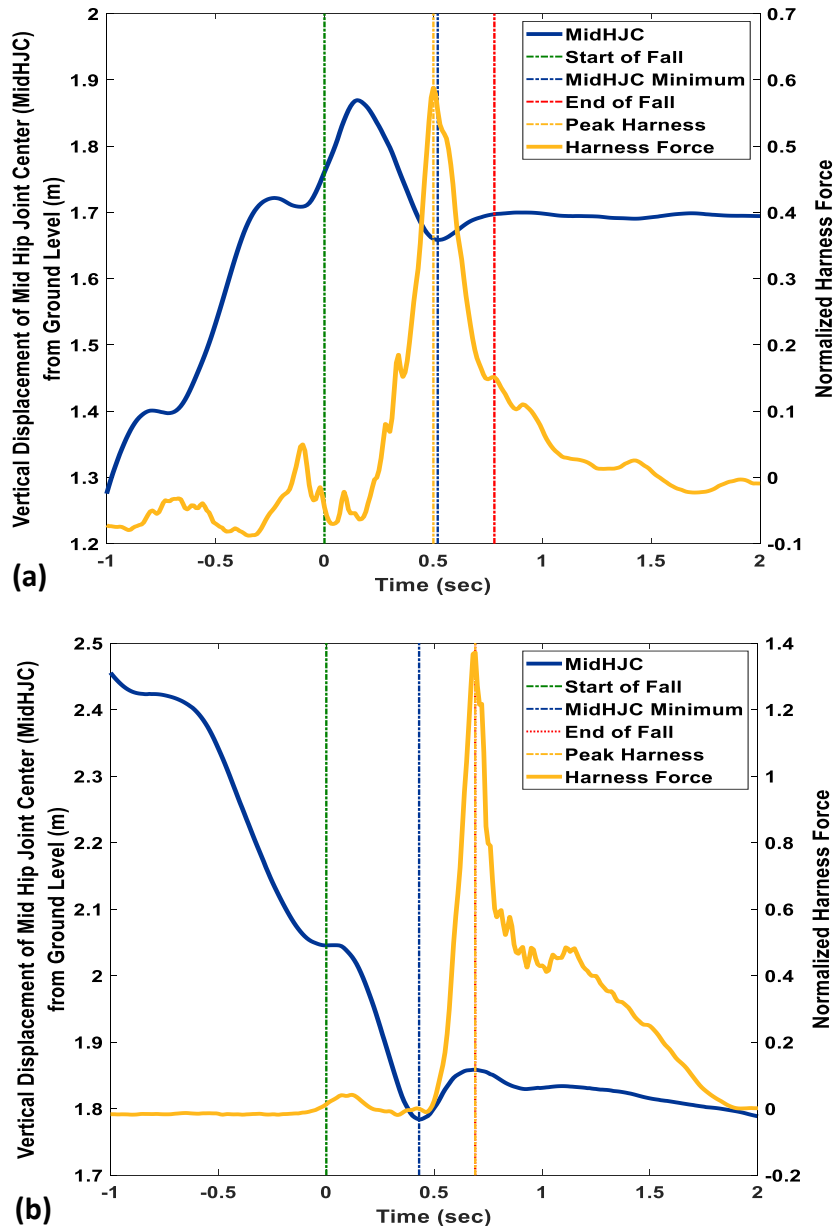 Vertical Displacement of Mid Hip Joint Center (MidHJC)
from Ground Level (m)
2
1.9
1.8
1.7
1.6
1.5
1.4
1.3
1.2
MidHJC
Start of Fall
MidHJC Minimum
End of Fall
Peak Harness
Harness Force
0.7
0.6
0.5
0.4
0.3
0.2
0.1
0
-0.1
Normalized Harness Force
-1 -0.5 0 0.5 1 1.5 2
Time (sec)
(a)
Vertical Displacement of Mid Hip Joint Center (MidHJC)
from Ground Level (m)
2.5
2.4
2.3
2.2
2.1
2
1.9
1.8
1.7
MidHJC
Start of Fall
MidHJC Minimum
End of Fall
Peak Harness
Harness Force
1.4
1.2
1
0.8
0.6
0.4
0.2
0
-0.2
Normalized Harness Force
-1 -0.5 0 0.5 1 1.5 2
Time (sec)
(b)